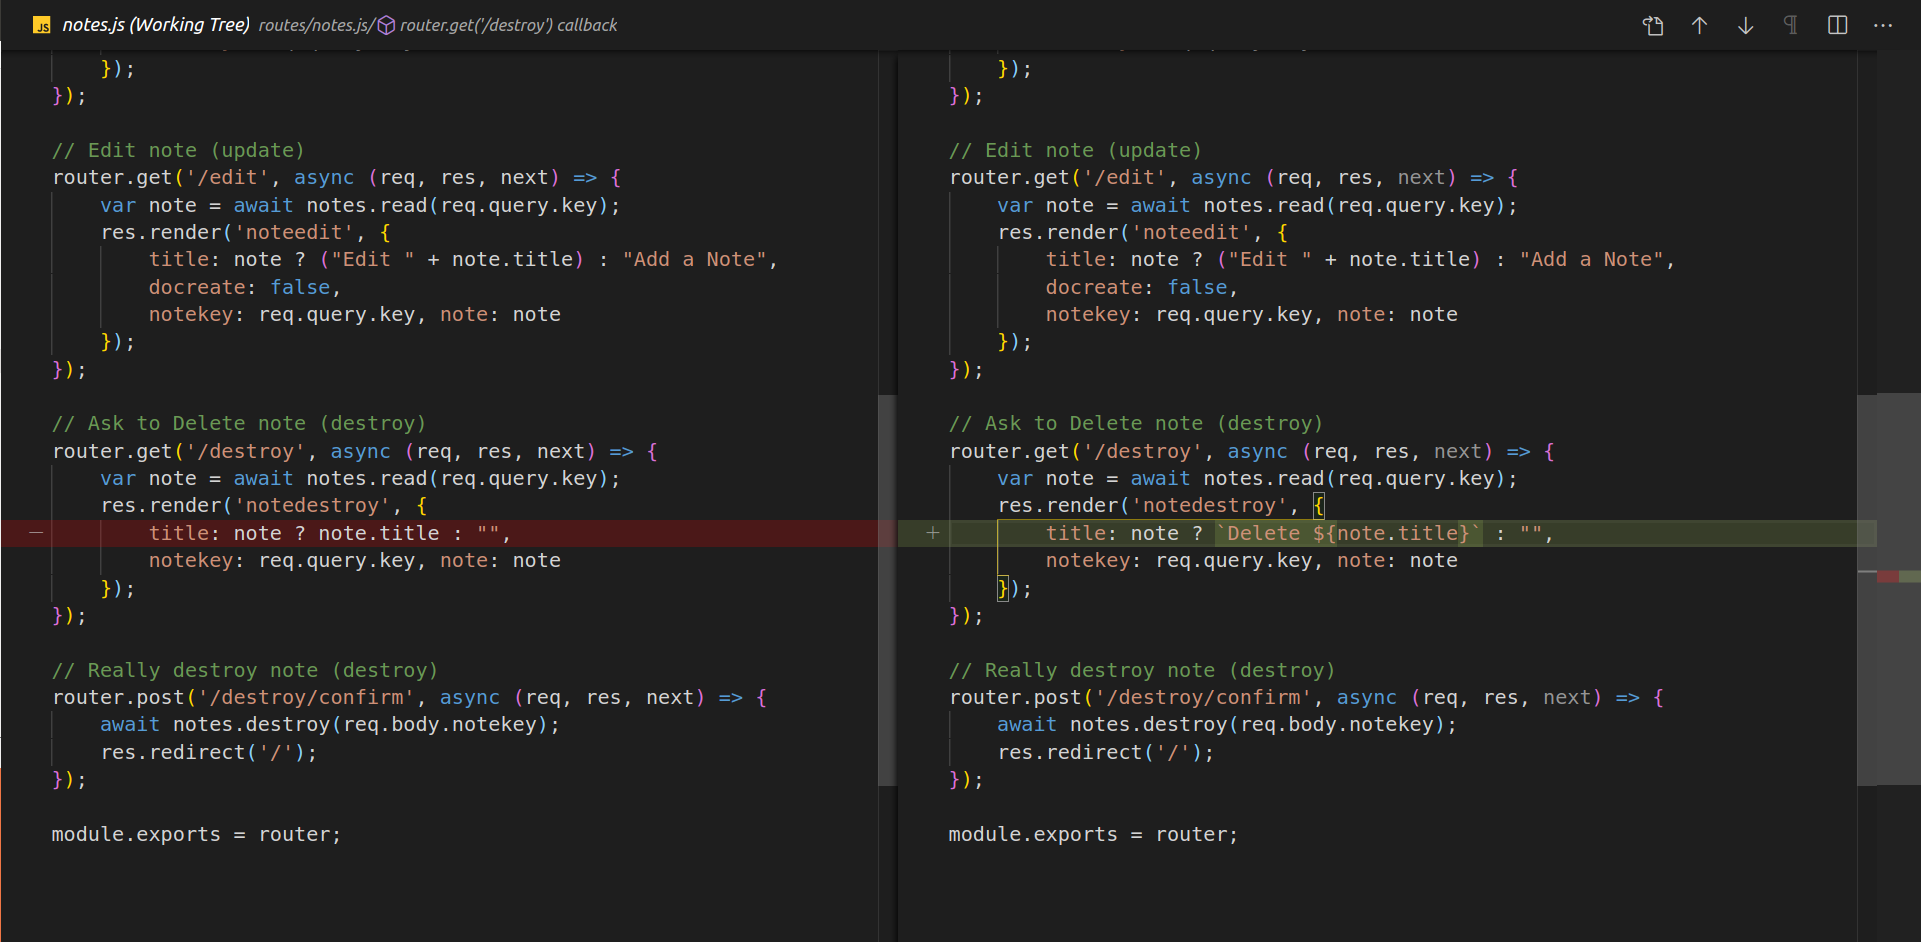 JS notes.js (Working Tree) routes/notes.js/ router.get('/destroy') callback
        });
    });

    // Edit note (update)
    router.get('/edit', async (req, res, next) => {
        var note = await notes.read(req.query.key);
        res.render('noteedit', {
            title: note ? ("Edit " + note.title) : "Add a Note",
            docreate: false,
            notekey: req.query.key, note: note
        });
    });

    // Ask to Delete note (destroy)
    router.get('/destroy', async (req, res, next) => {
        var note = await notes.read(req.query.key);
        res.render('notedestroy', {
—           title: note ? note.title : "",
            notekey: req.query.key, note: note
        });
    });

    // Really destroy note (destroy)
    router.post('/destroy/confirm', async (req, res, next) => {
        await notes.destroy(req.body.notekey);
        res.redirect('/');
    });

    module.exports = router;
        });
    });

    // Edit note (update)
    router.get('/edit', async (req, res, next) => {
        var note = await notes.read(req.query.key);
        res.render('noteedit', {
            title: note ? ("Edit " + note.title) : "Add a Note",
            docreate: false,
            notekey: req.query.key, note: note
        });
    });

    // Ask to Delete note (destroy)
    router.get('/destroy', async (req, res, next) => {
        var note = await notes.read(req.query.key);
        res.render('notedestroy', {
+           title: note ? `Delete ${note.title}` : "",
            notekey: req.query.key, note: note
        });
    });

    // Really destroy note (destroy)
    router.post('/destroy/confirm', async (req, res, next) => {
        await notes.destroy(req.body.notekey);
        res.redirect('/');
    });

    module.exports = router;